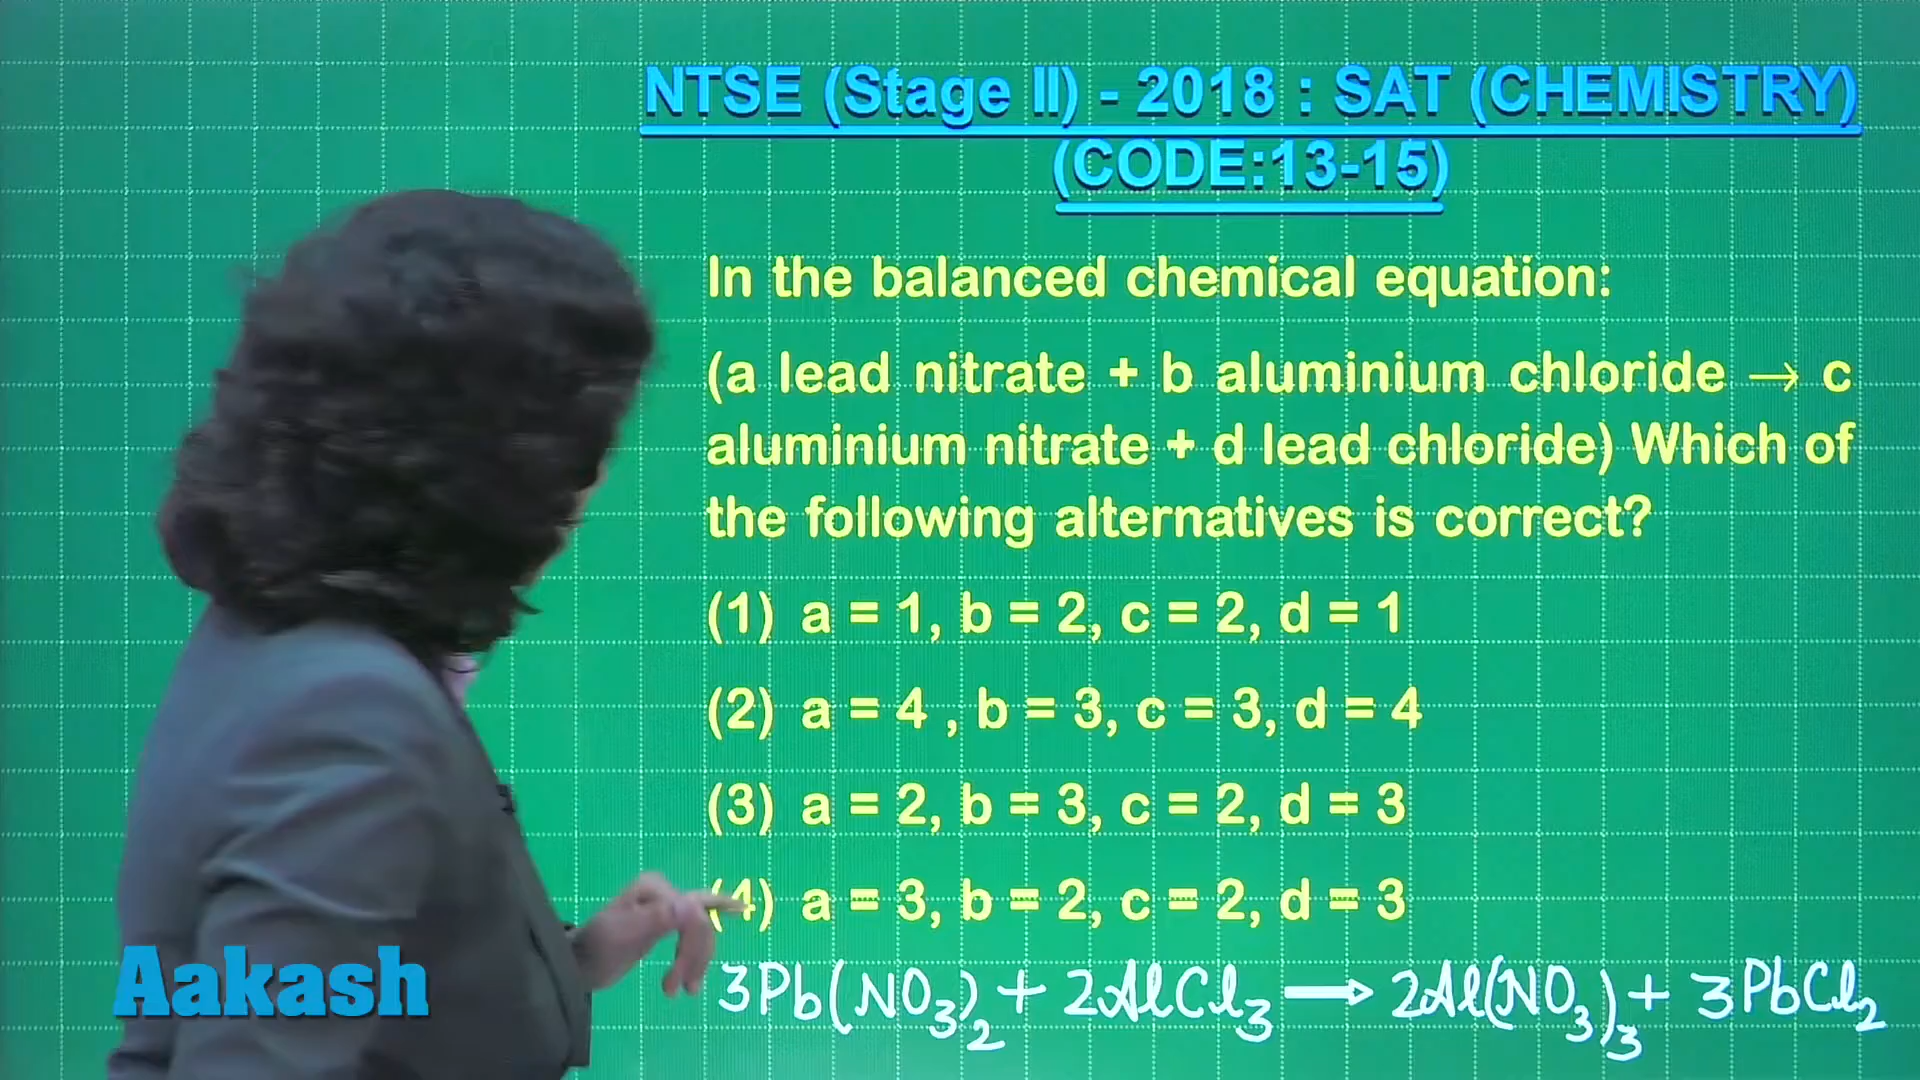 NTSE (Stage II) - 2018 : SAT (CHEMISTRY)
(CODE:13-15)
In the balanced chemical equation:
(a lead nitrate + b aluminium chloride → c
aluminium nitrate + d lead chloride) Which of
the following alternatives is correct?
(1) a = 1, b = 2, c = 2, d = 1
(2) a = 4 , b = 3, c = 3, d = 4
(3) a = 2, b = 3, c = 2, d = 3
(4) a = 3, b = 2, c = 2, d = 3
3Pb(NO₃)₂ + 2AlCl₃ → 2Al(NO₃)₃ + 3PbCl₂
Aakash